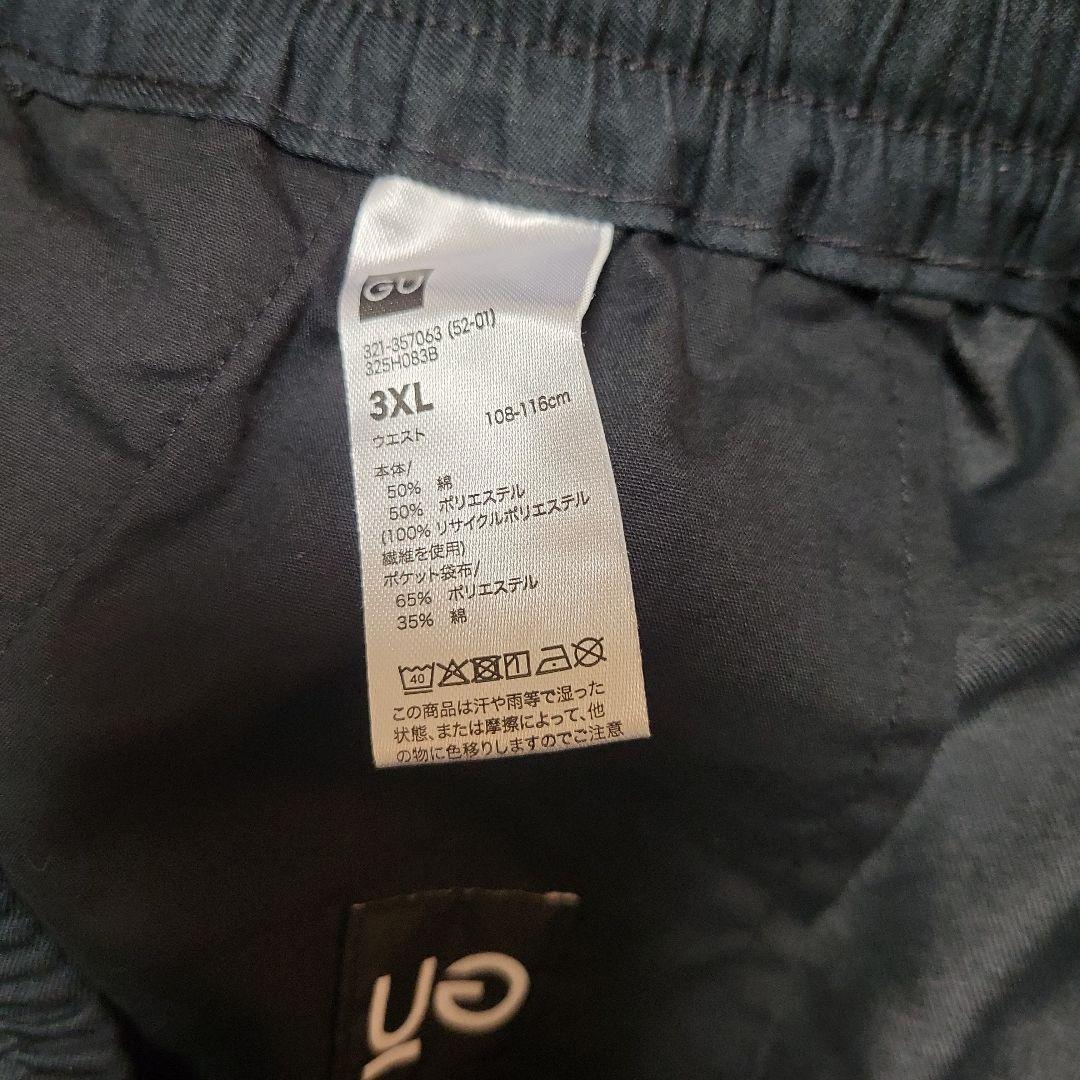 GU
321-357063 (52-01)
325H083B
3XL
ウエスト 108-116cm
本体/
50% 綿
50% ポリエステル
(100% リサイクルポリエステル
繊維を使用)
ポケット袋布/
65% ポリエステル
35% 綿
40
この商品は汗や雨等で湿った
状態、または摩擦によって、他
の物に色移りしますのでご注意